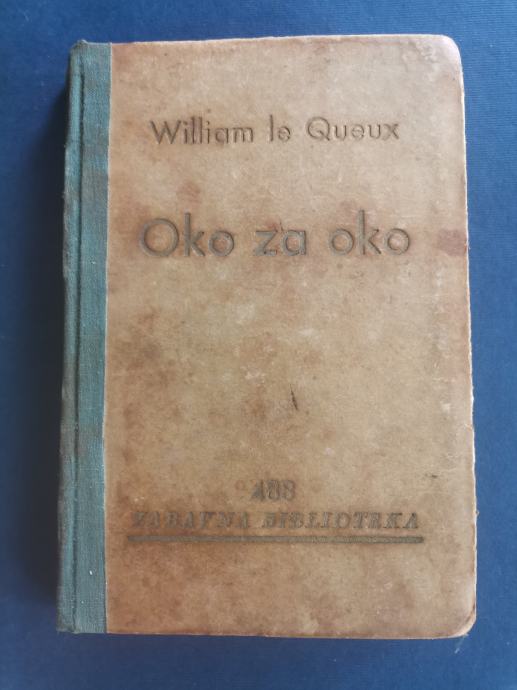 William le Queux
Oko za oko
488
ZABAVNA BIBLIOTEKA